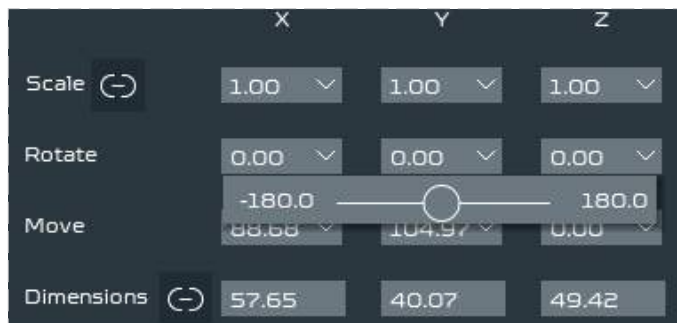 X Y Z
Scale 1.00 1.00 1.00
Rotate 0.00 0.00 0.00
-180.0 180.0
Move 88.68 104.97 0.00
Dimensions 57.65 40.07 49.42